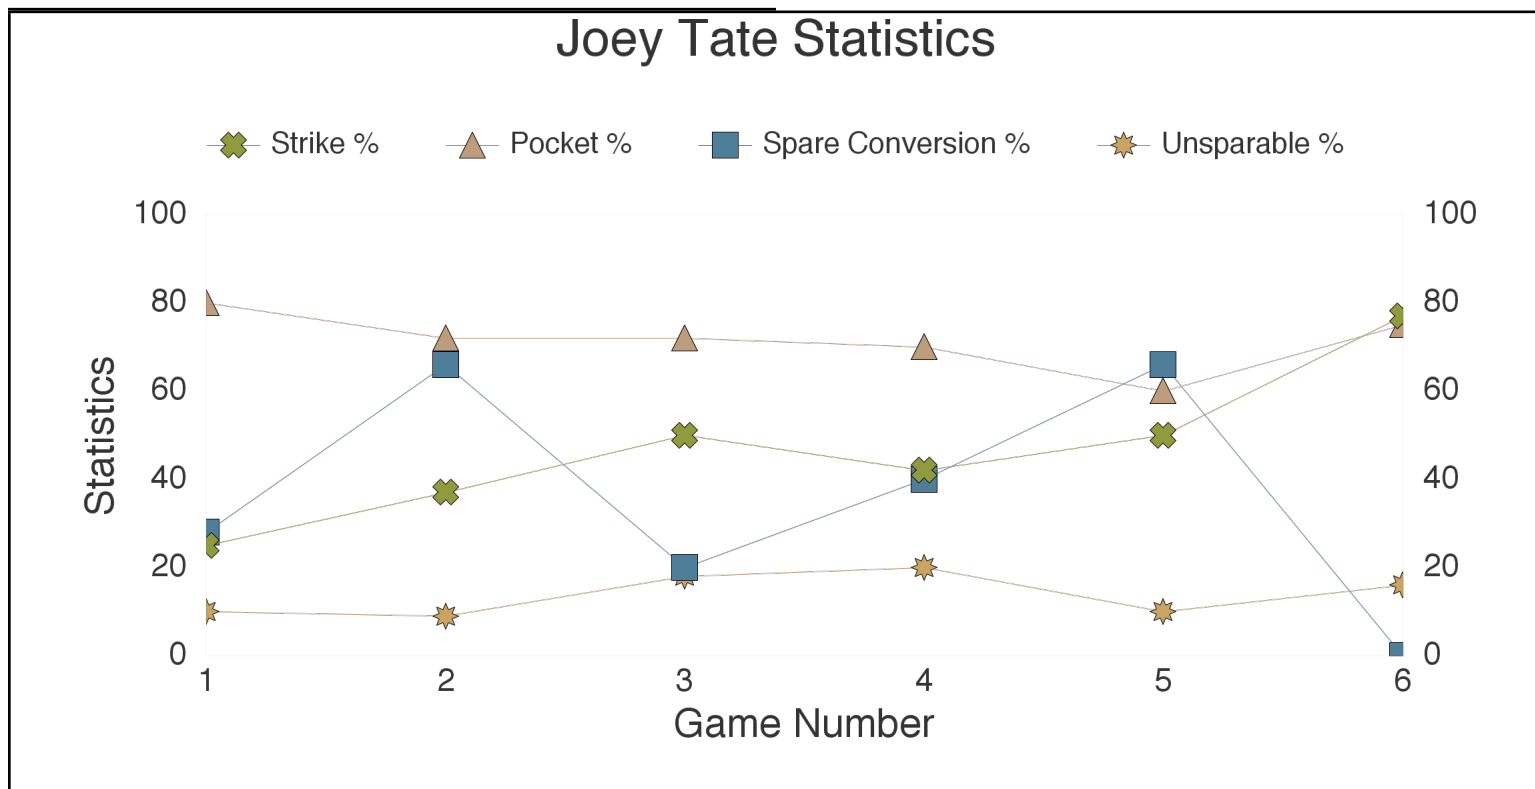 Joey Tate Statistics
Strike % Pocket % Spare Conversion % Unsparable %
100 100
80 80
60 60
Statistics
40 40
20 20
0 0
1 2 3 4 5 6
Game Number